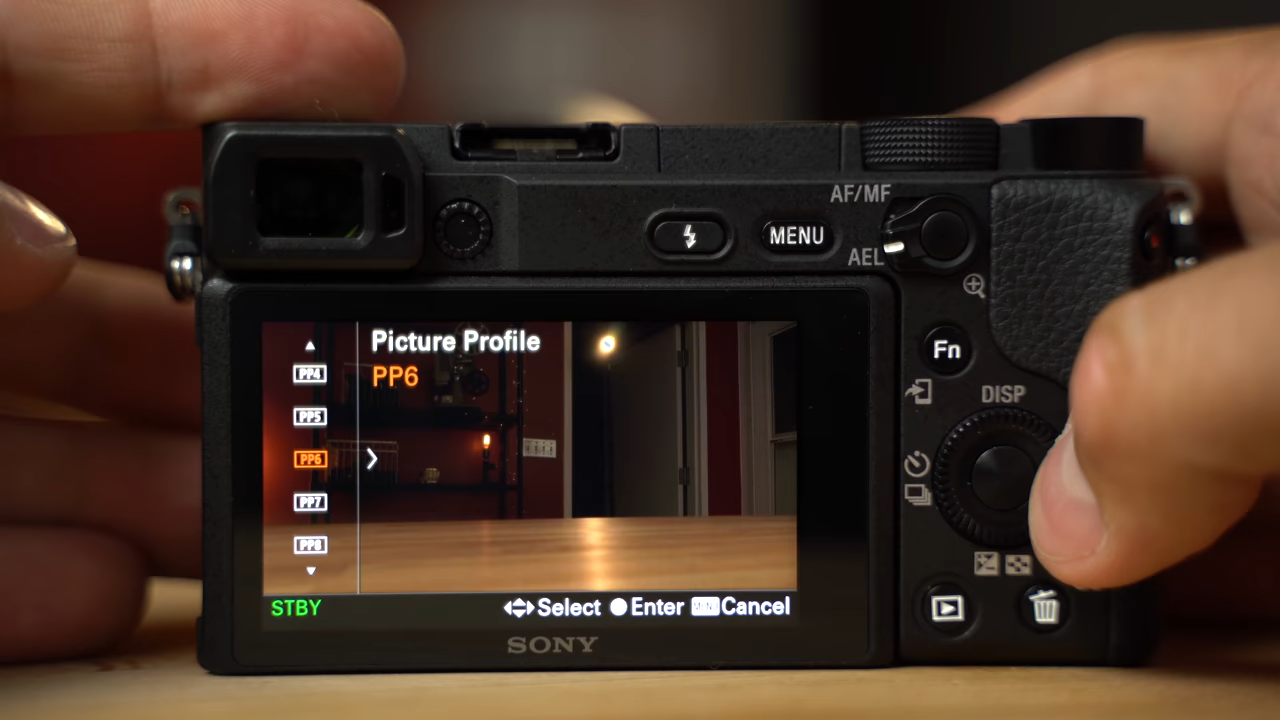 AF/MF
MENU
AEL
Picture Profile
PP6
PP4
PP5
PP6
PP7
PP8
Fn
DISP
STBY
Select Enter MENU Cancel
SONY